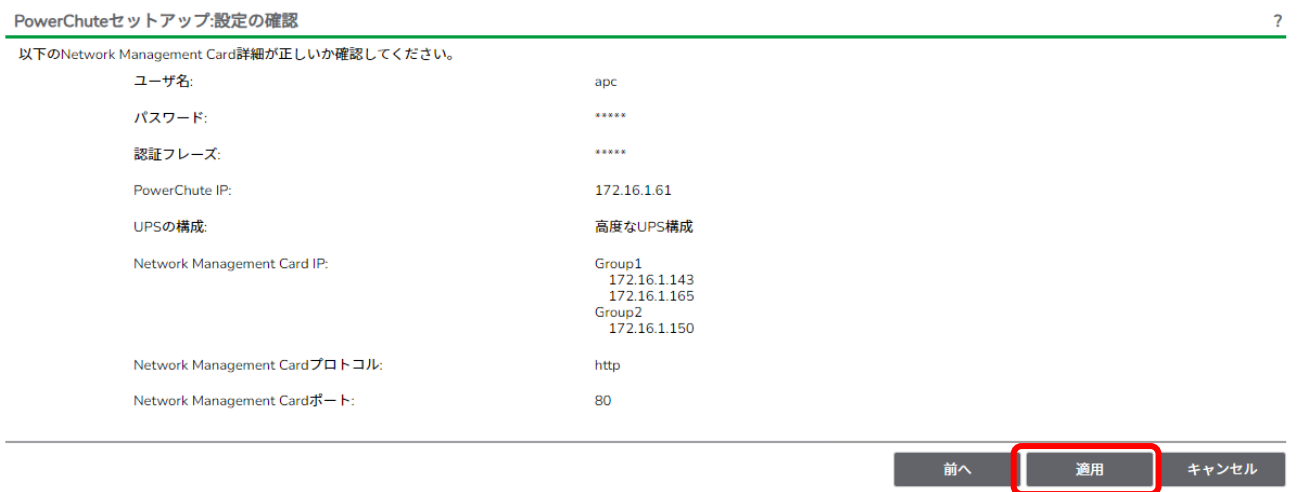 PowerChuteセットアップ:設定の確認 ?
以下のNetwork Management Card詳細が正しいか確認してください。
ユーザ名: apc
パスワード: *****
認証フレーズ: *****
PowerChute IP: 172.16.1.61
UPSの構成: 高度なUPS構成
Network Management Card IP: Group1
172.16.1.143
172.16.1.165
Group2
172.16.1.150
Network Management Cardプロトコル: http
Network Management Cardポート: 80
前へ 適用 キャンセル